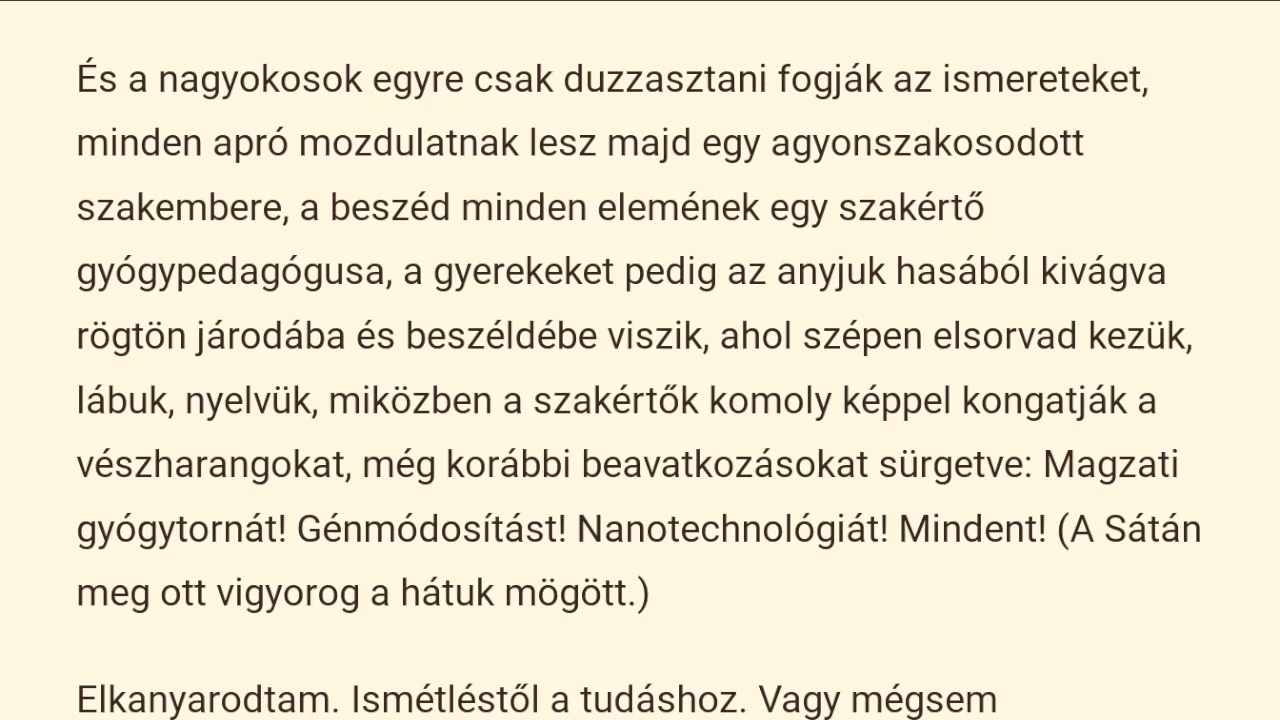 És a nagyokosok egyre csak duzzasztani fogják az ismereteket,
minden apró mozdulatnak lesz majd egy agyonszakosodott
szakembere, a beszéd minden elemének egy szakértő
gyógypedagógusa, a gyerekeket pedig az anyjuk hasából kivágva
rögtön járodába és beszéldébe viszik, ahol szépen elsorvad kezük,
lábuk, nyelvük, miközben a szakértők komoly képpel kongatják a
vészharangokat, még korábbi beavatkozásokat sürgetve: Magzati
gyógytornát! Génmódosítást! Nanotechnológiát! Mindent! (A Sátán
meg ott vigyorog a hátuk mögött.)
Elkanyarodtam. Ismétléstől a tudáshoz. Vagy mégsem